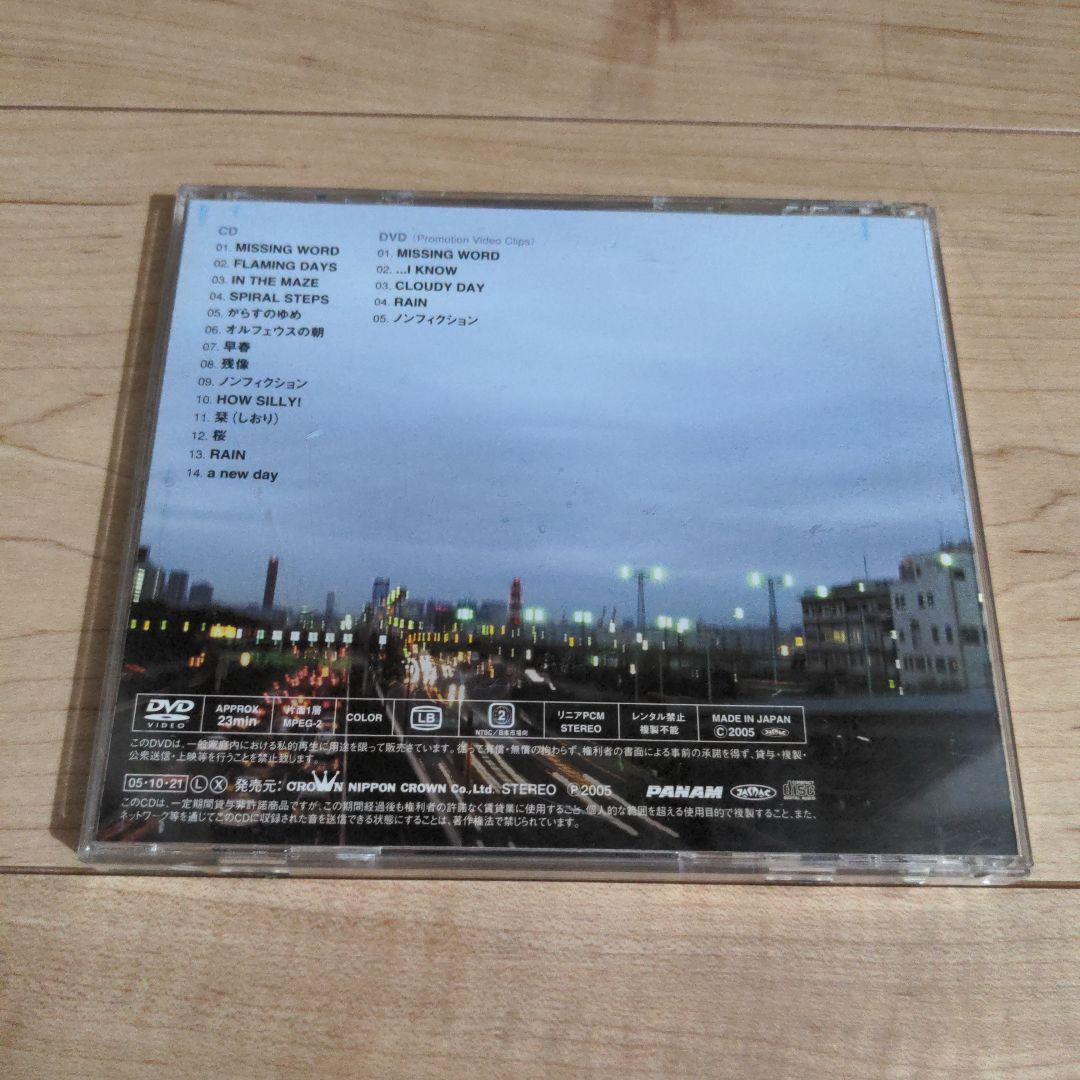 CD
01. MISSING WORD
02. FLAMING DAYS
03. IN THE MAZE
04. SPIRAL STEPS
05. がらすのゆめ
06. オルフェウスの朝
07. 早春
08. 残像
09. ノンフィクション
10. HOW SILLY!
11. 栞（しおり）
12. 桜
13. RAIN
14. a new day
DVD (Promotion Video Clips)
01. MISSING WORD
02. ...I KNOW
03. CLOUDY DAY
04. RAIN
05. ノンフィクション
DVD VIDEO
APPROX. 23min
片面1層 MPEG-2
COLOR
LB
2 NTSC／日本市場向
リニアPCM STEREO
レンタル禁止 複製不能
MADE IN JAPAN Ⓒ2005 JASRAC
このDVDは、一般家庭内における私的再生に用途を限って販売されています。従って有償・無償の拘わらず、権利者の書面による事前の承諾を得ず、貸与・複製・
公衆送信・上映等を行うことを禁止致します。
05・10・21 Ⓛ Ⓧ 発売元：CROWN NIPPON CROWN Co., Ltd. STEREO Ⓟ2005 PANAM JASRAC COMPACT disc DIGITAL AUDIO
このCDは、一定期間貸与非許諾商品ですが、この期間経過後も権利者の許諾なく賃貸業に使用すること、個人的な範囲を超える使用目的で複製すること、また、
ネットワーク等を通じてこのCDに収録された音を送信できる状態にすることは、著作権法で禁じられています。